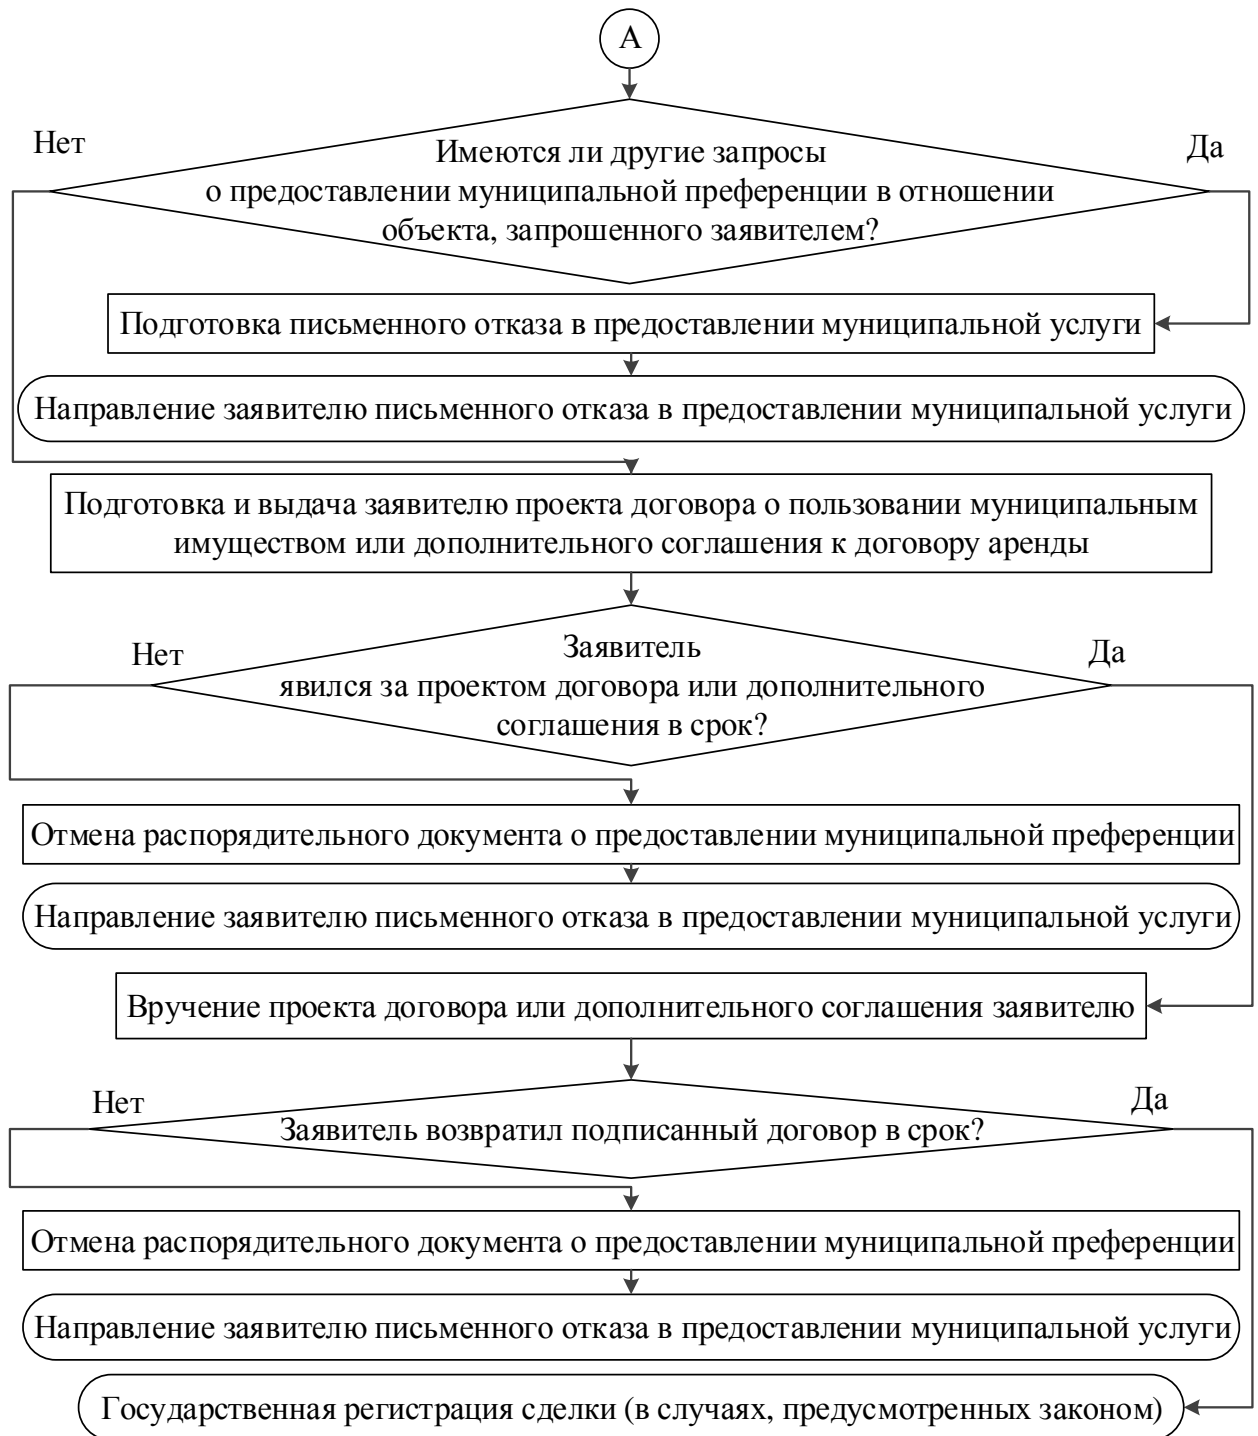 А
Нет
Да
Имеются ли другие запросы
о предоставлении муниципальной преференции в отношении
объекта, запрошенного заявителем?
Подготовка письменного отказа в предоставлении муниципальной услуги
Направление заявителю письменного отказа в предоставлении муниципальной услуги
Подготовка и выдача заявителю проекта договора о пользовании муниципальным
имуществом или дополнительного соглашения к договору аренды
Нет
Да
Заявитель
явился за проектом договора или дополнительного
соглашения в срок?
Отмена распорядительного документа о предоставлении муниципальной преференции
Направление заявителю письменного отказа в предоставлении муниципальной услуги
Вручение проекта договора или дополнительного соглашения заявителю
Нет
Да
Заявитель возвратил подписанный договор в срок?
Отмена распорядительного документа о предоставлении муниципальной преференции
Направление заявителю письменного отказа в предоставлении муниципальной услуги
Государственная регистрация сделки (в случаях, предусмотренных законом)